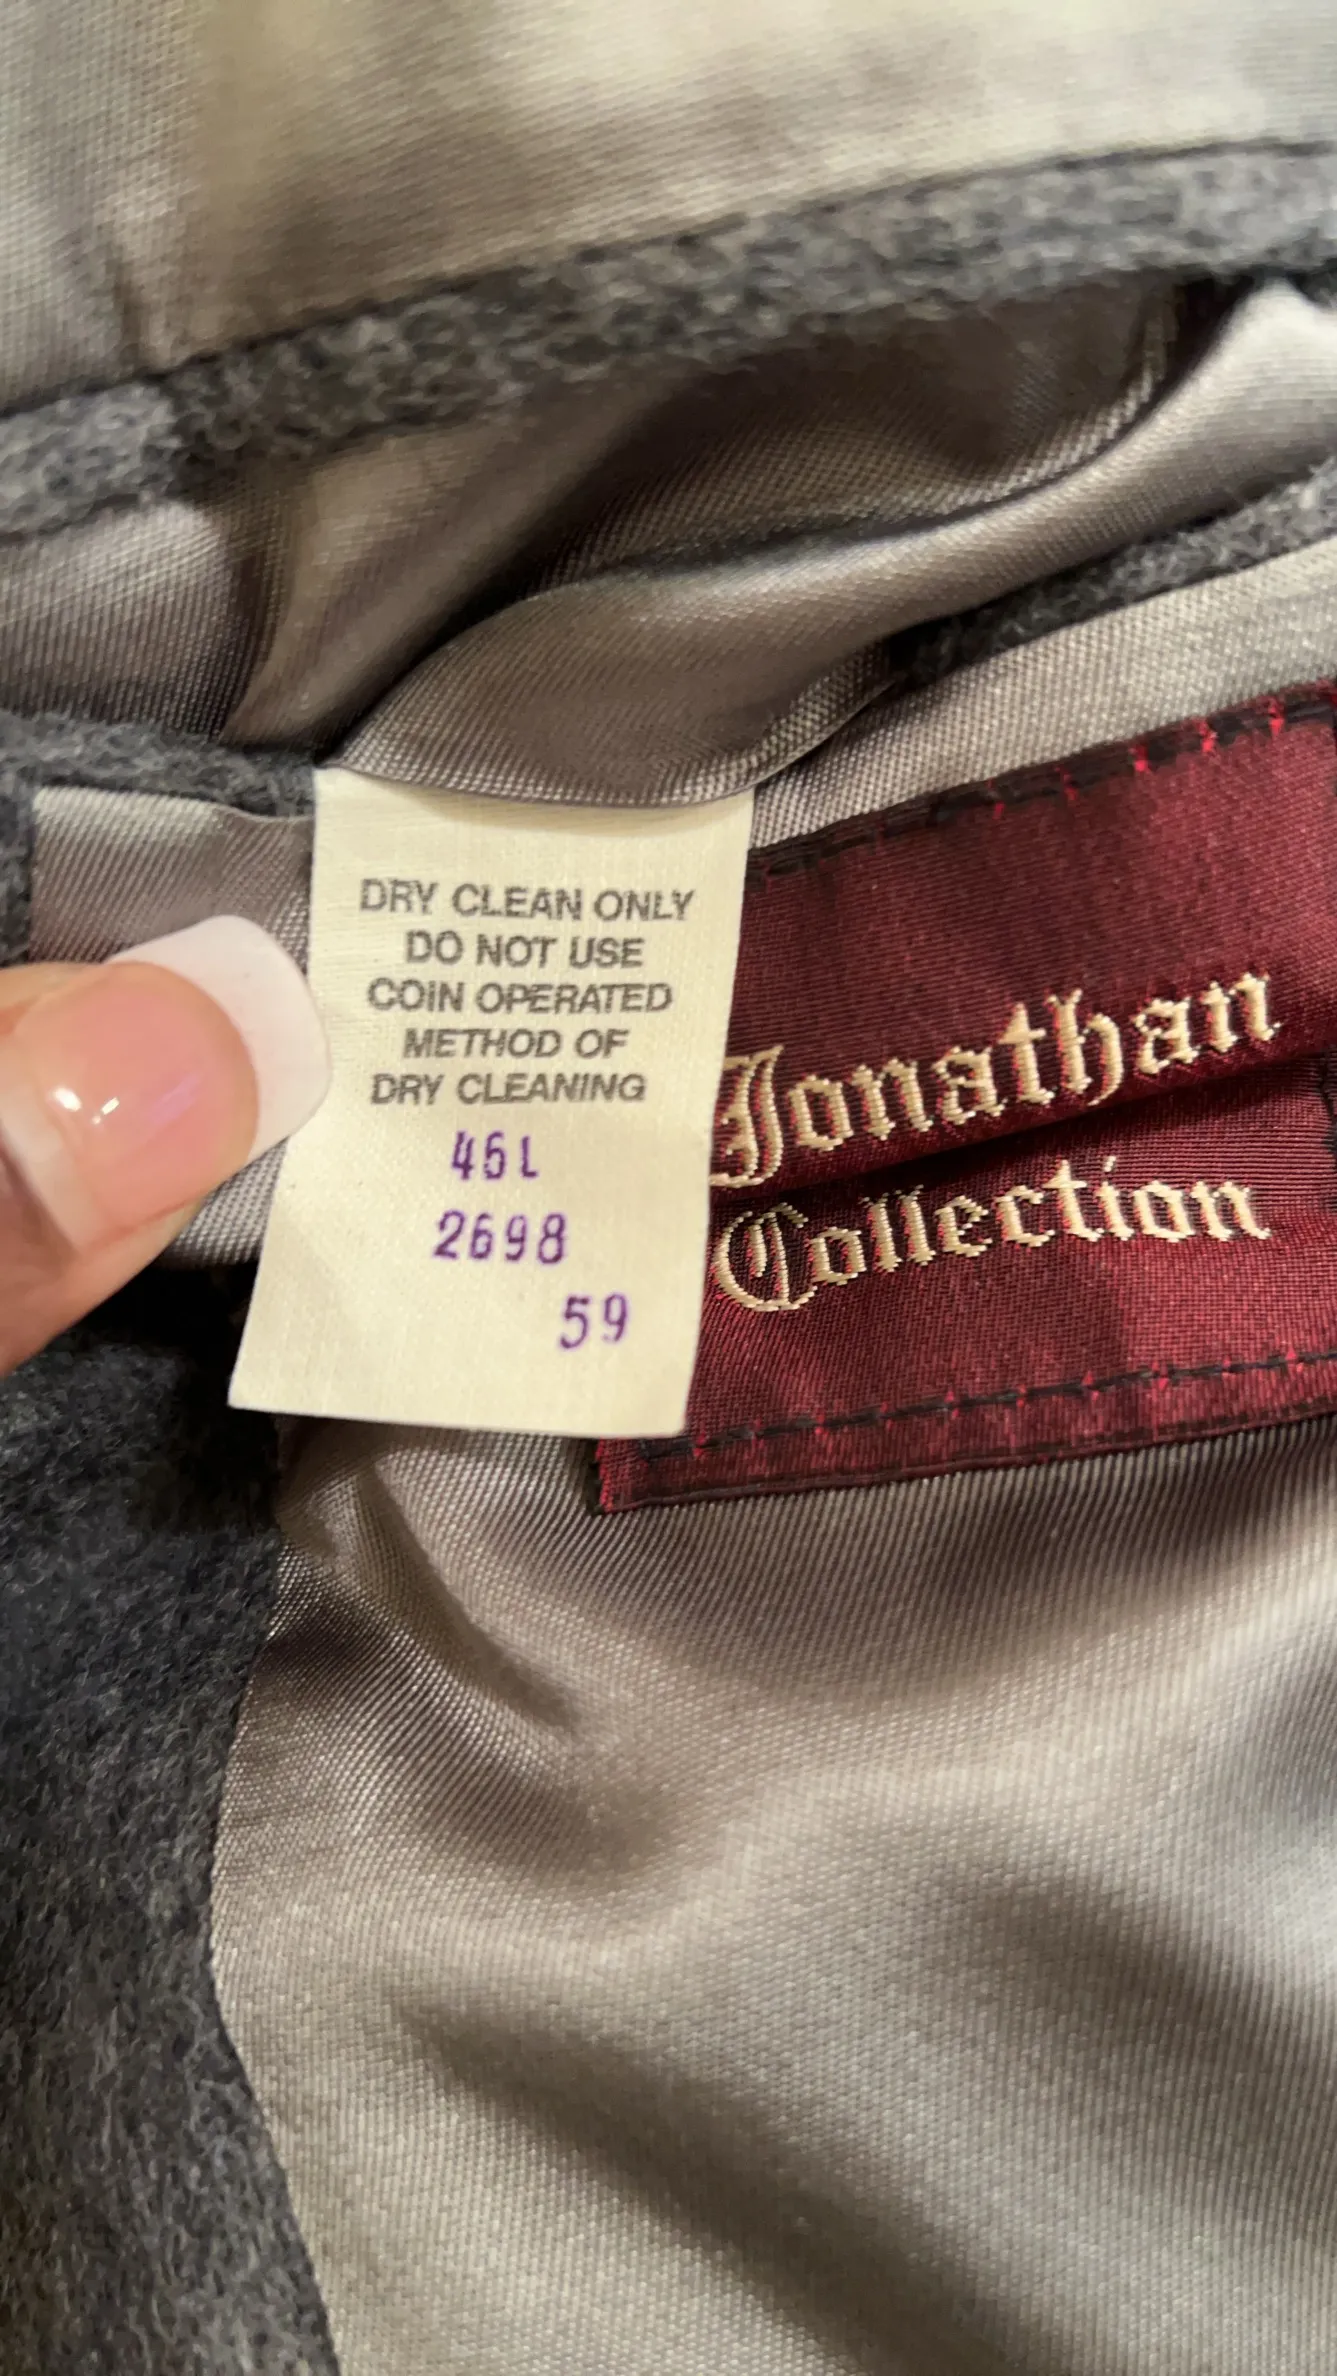 DRY CLEAN ONLY
DO NOT USE
COIN OPERATED
METHOD OF
DRY CLEANING
46L
2698
59
Jonathan
Collection